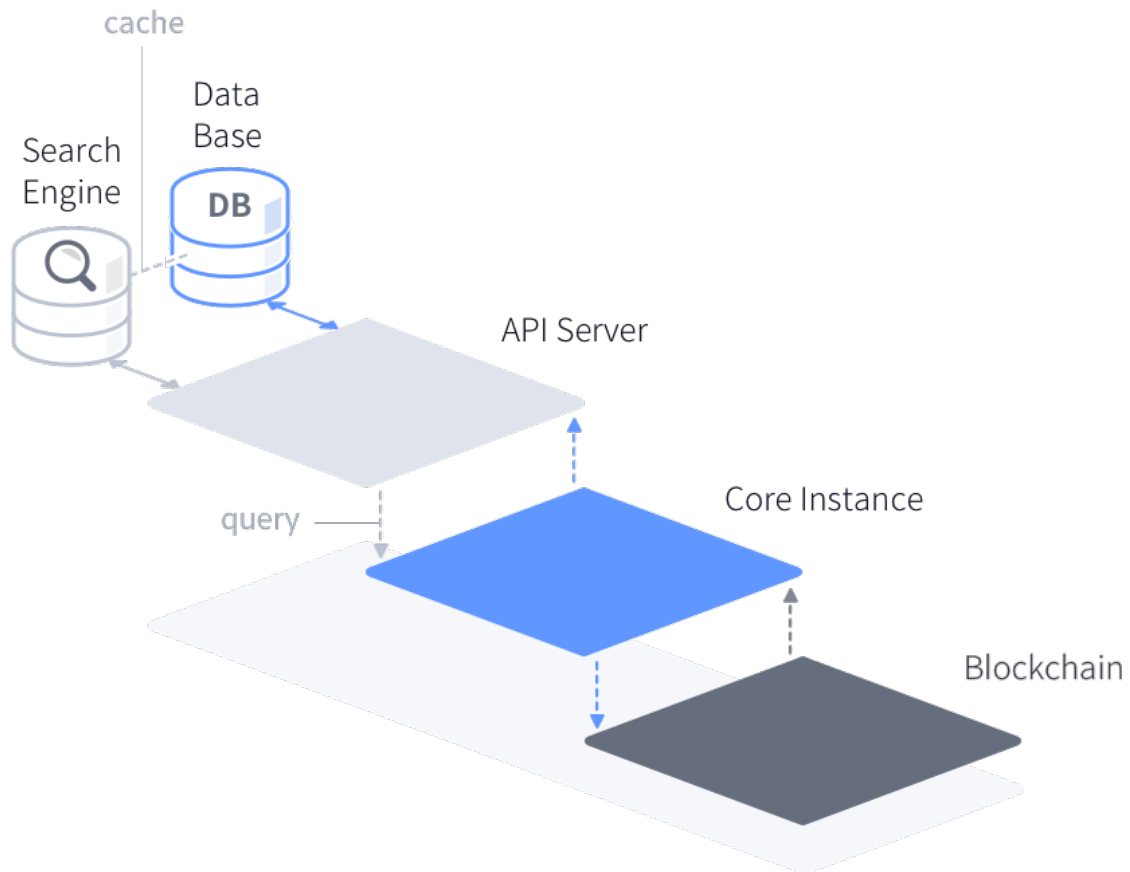 cache
Data
Base
Search
Engine
DB
API Server
Core Instance
query
Blockchain